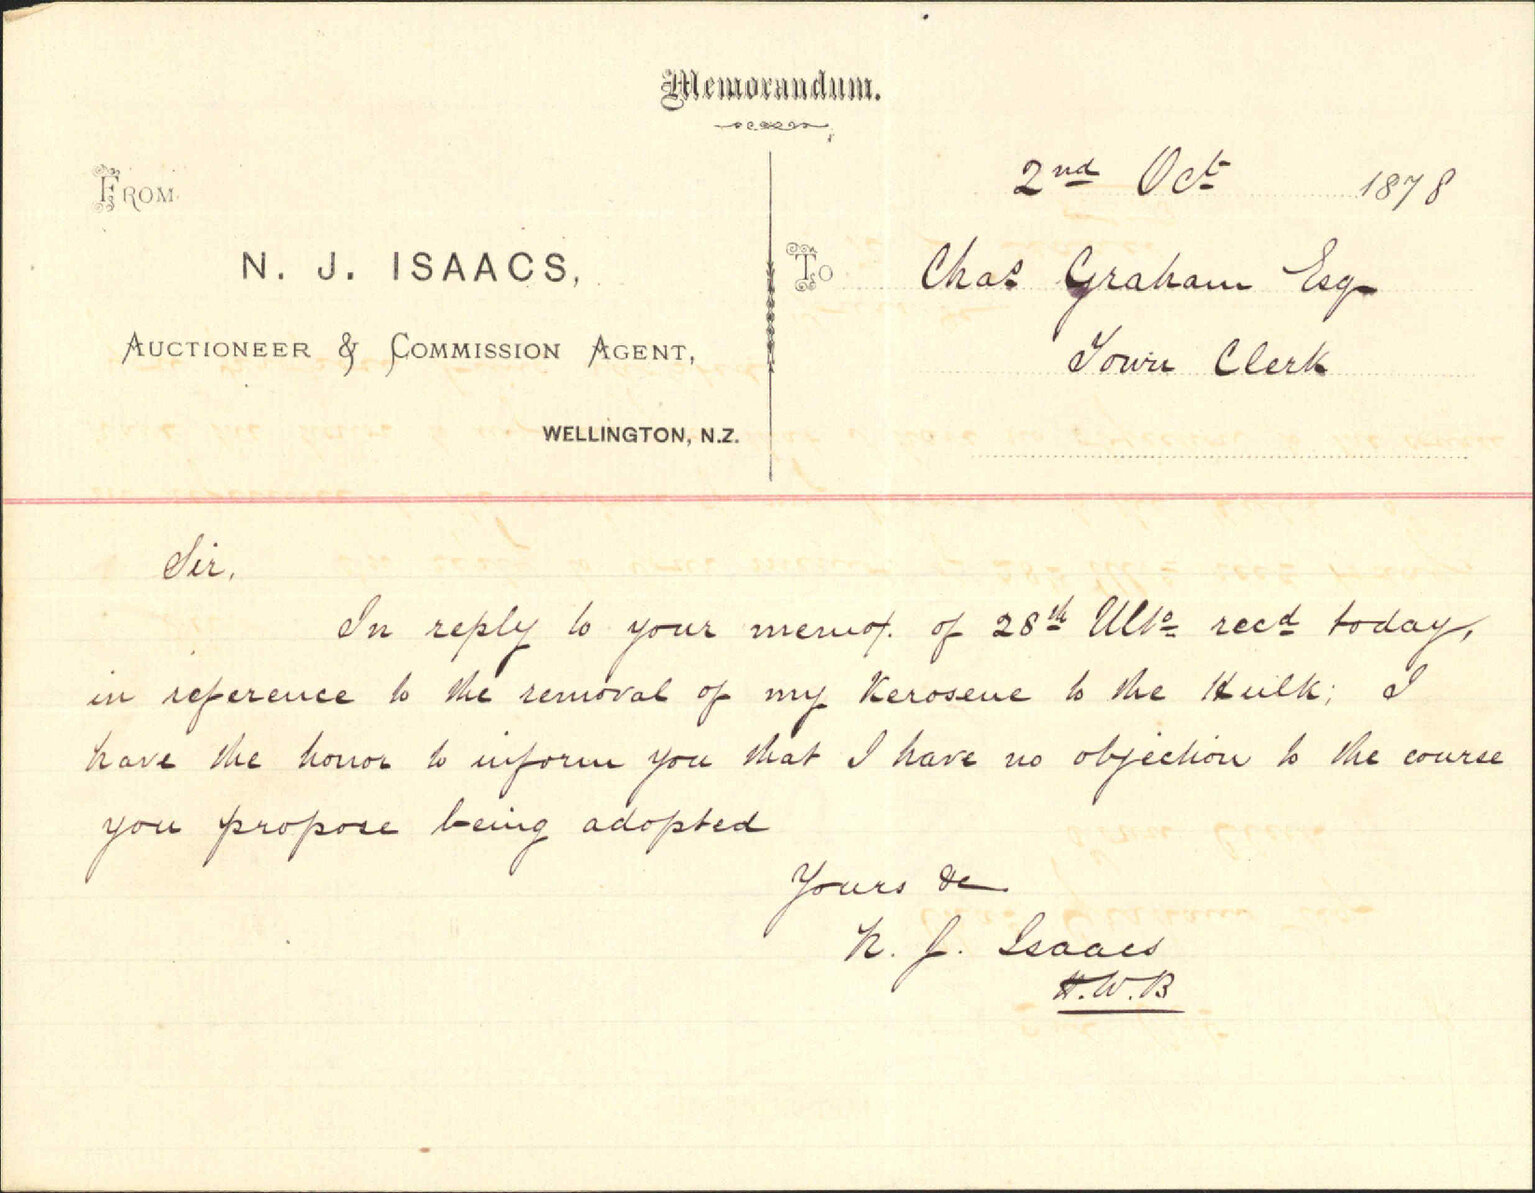 Memorandum.
FROM
N. J. ISAACS,
AUCTIONEER & COMMISSION AGENT,
WELLINGTON, N.Z.
2nd Oct 1878
TO Chas Graham Esq
Town Clerk
Sir,
In reply to your memo. of 28th Ulto recd today,
in reference to the removal of my Kerosene to the Hulk; I
have the honor to inform you that I have no objection to the course
you propose being adopted
Yours &c
N. J. Isaacs
H.W.B